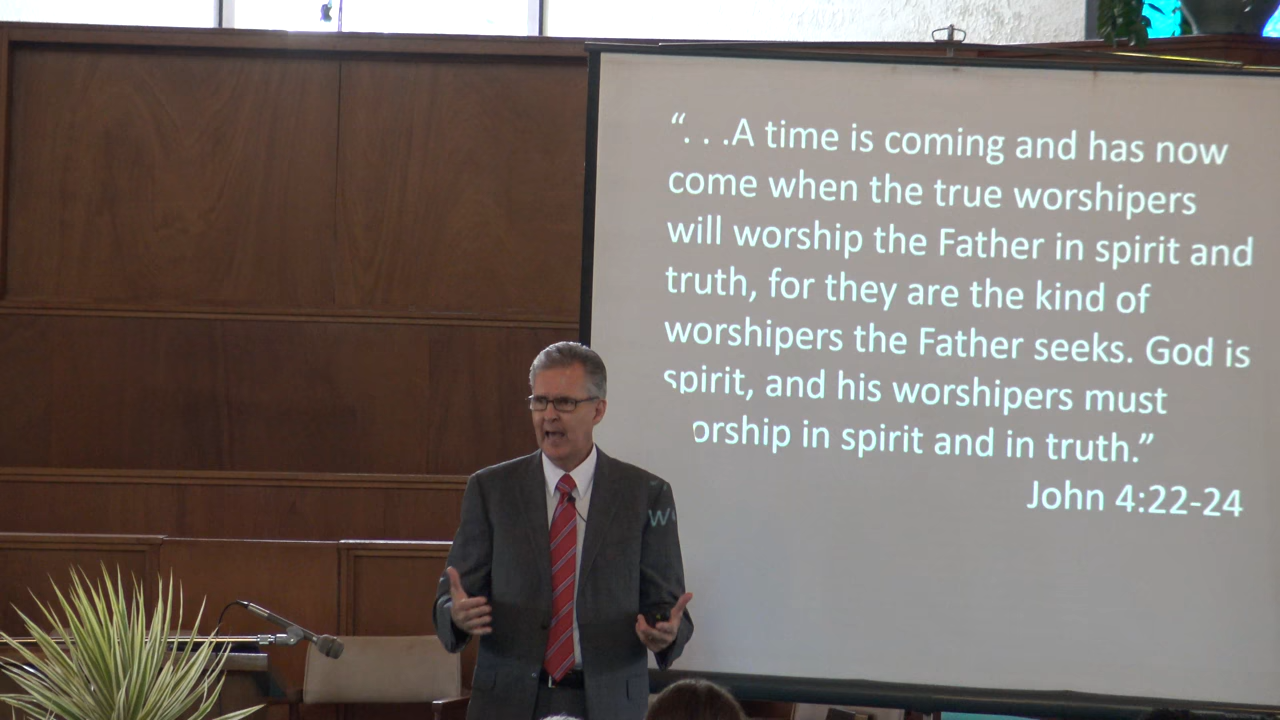 “. . .A time is coming and has now
come when the true worshipers
will worship the Father in spirit and
truth, for they are the kind of
worshipers the Father seeks. God is
spirit, and his worshipers must
worship in spirit and in truth.”
John 4:22-24